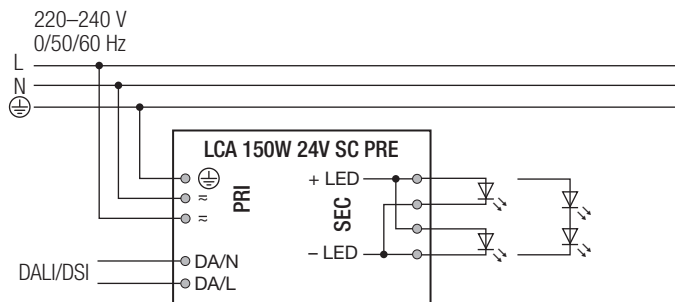 220–240 V
0/50/60 Hz
L
N
LCA 150W 24V SC PRE
PRI
≂
≂
+ LED
SEC
– LED
DALI/DSI
DA/N
DA/L